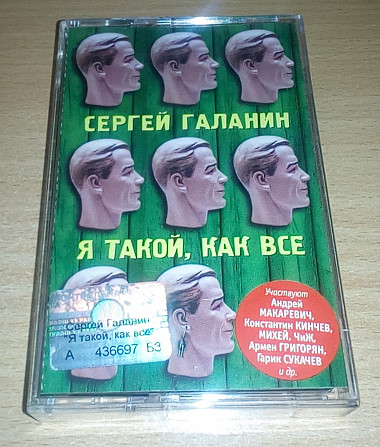 СЕРГЕЙ ГАЛАНИН
Я ТАКОЙ, КАК ВСЕ
Участвуют
Андрей
МАКАРЕВИЧ,
Константин КИНЧЕВ,
МИХЕЙ, ЧиЖ,
Армен ГРИГОРЯН,
Гарик СУКАЧЕВ
и др.
Сергей Галанин
"Я такой, как все"
А 436697 БЗ